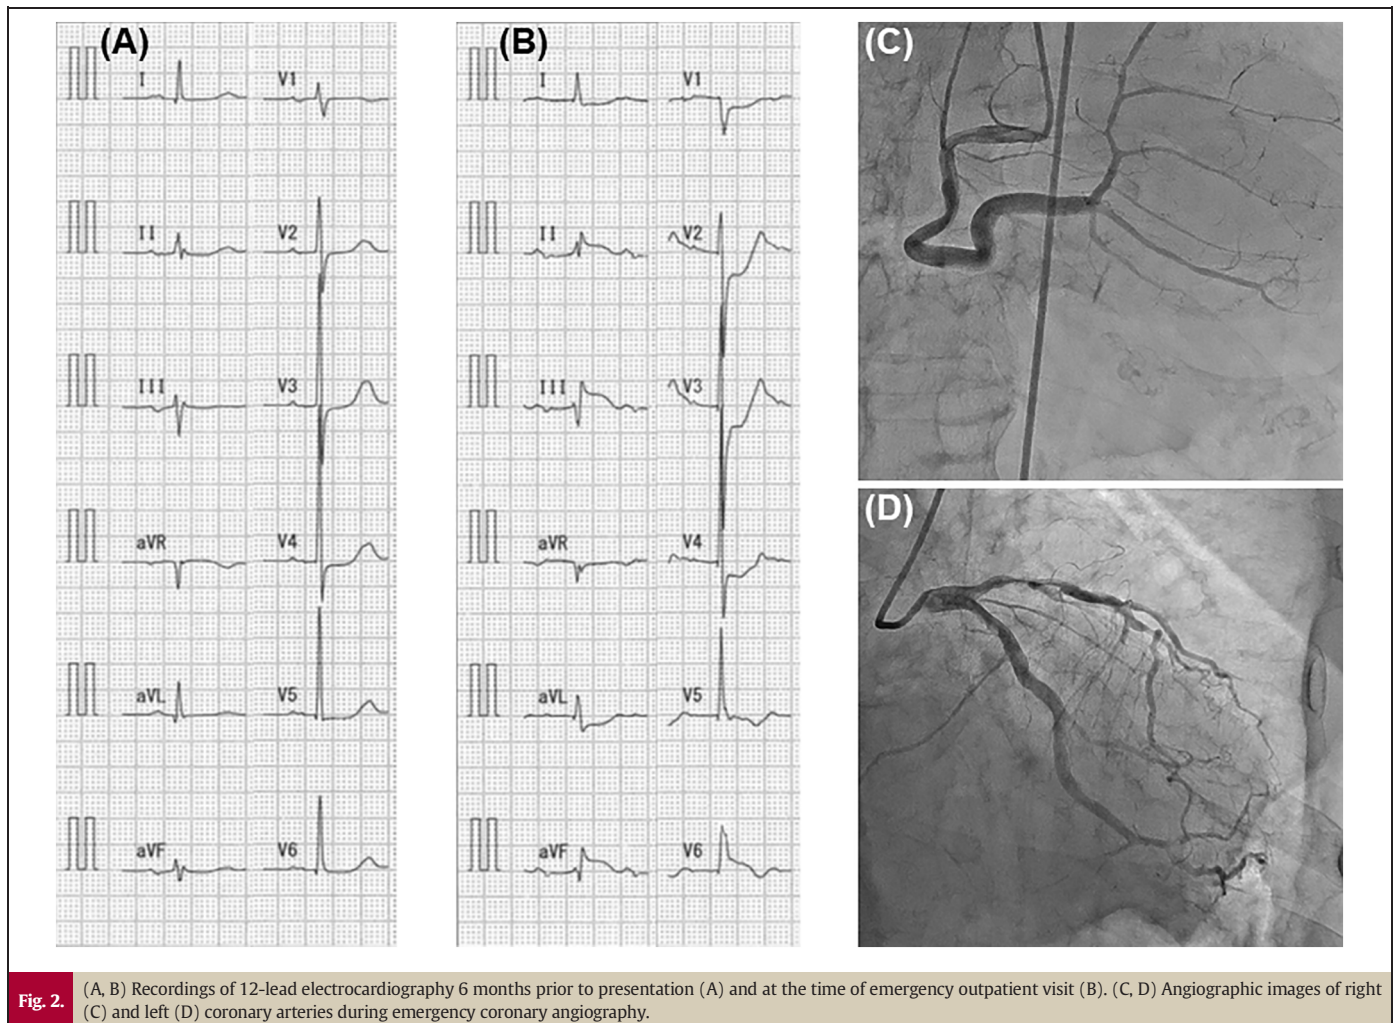 (A)
I
V1
II
V2
III
V3
aVR
V4
aVL
V5
aVF
V6
(B)
I
V1
II
V2
III
V3
aVR
V4
aVL
V5
aVF
V6
(C)
(D)
Fig. 2.
(A, B) Recordings of 12-lead electrocardiography 6 months prior to presentation (A) and at the time of emergency outpatient visit (B). (C, D) Angiographic images of right
(C) and left (D) coronary arteries during emergency coronary angiography.